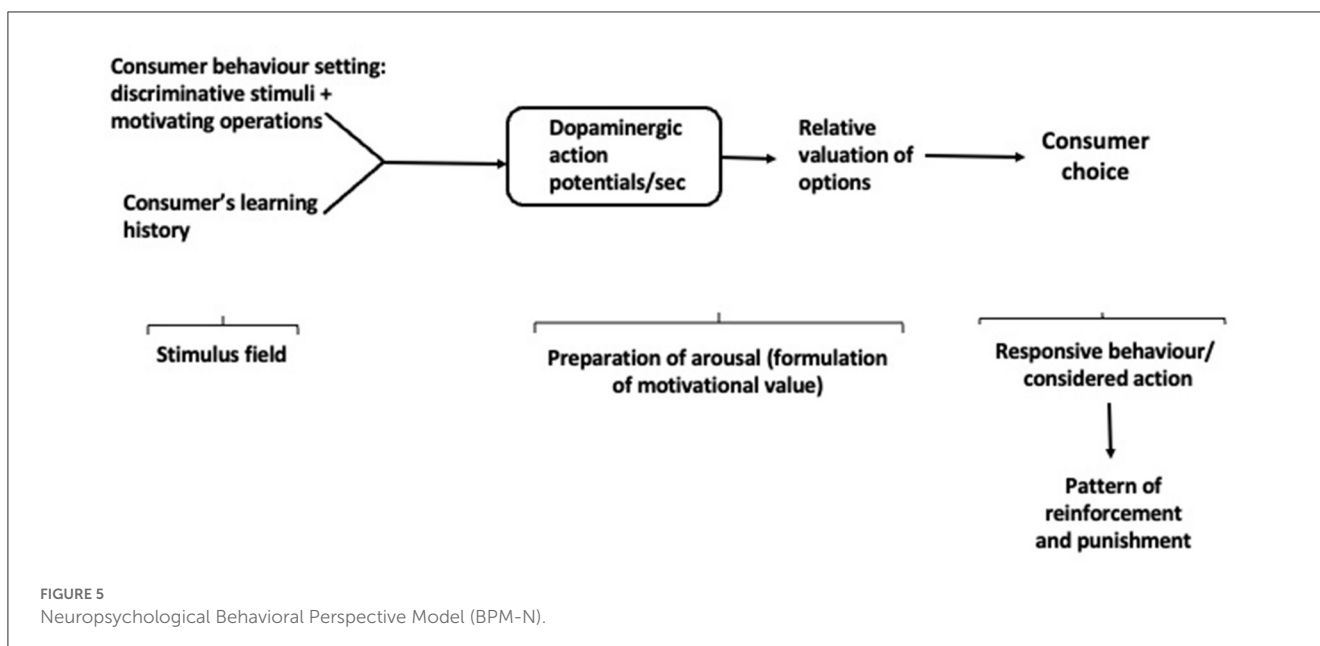 Consumer behaviour setting:
discriminative stimuli +
motivating operations
Consumer's learning
history
Dopaminergic
action
potentials/sec
Relative
valuation of
options
Consumer
choice
Stimulus field
Preparation of arousal (formulation
of motivational value)
Responsive behaviour/
considered action
Pattern of
reinforcement
and punishment
FIGURE 5
Neuropsychological Behavioral Perspective Model (BPM-N).